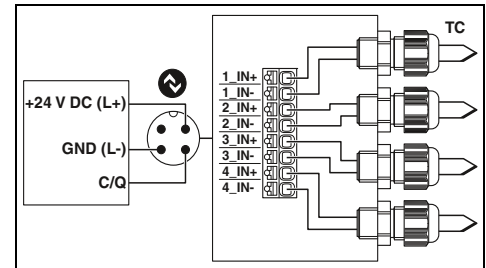 TC
1_IN+
1_IN-
2_IN+
2_IN-
3_IN+
3_IN-
4_IN+
4_IN-
+24 V DC (L+)
GND (L-)
C/Q